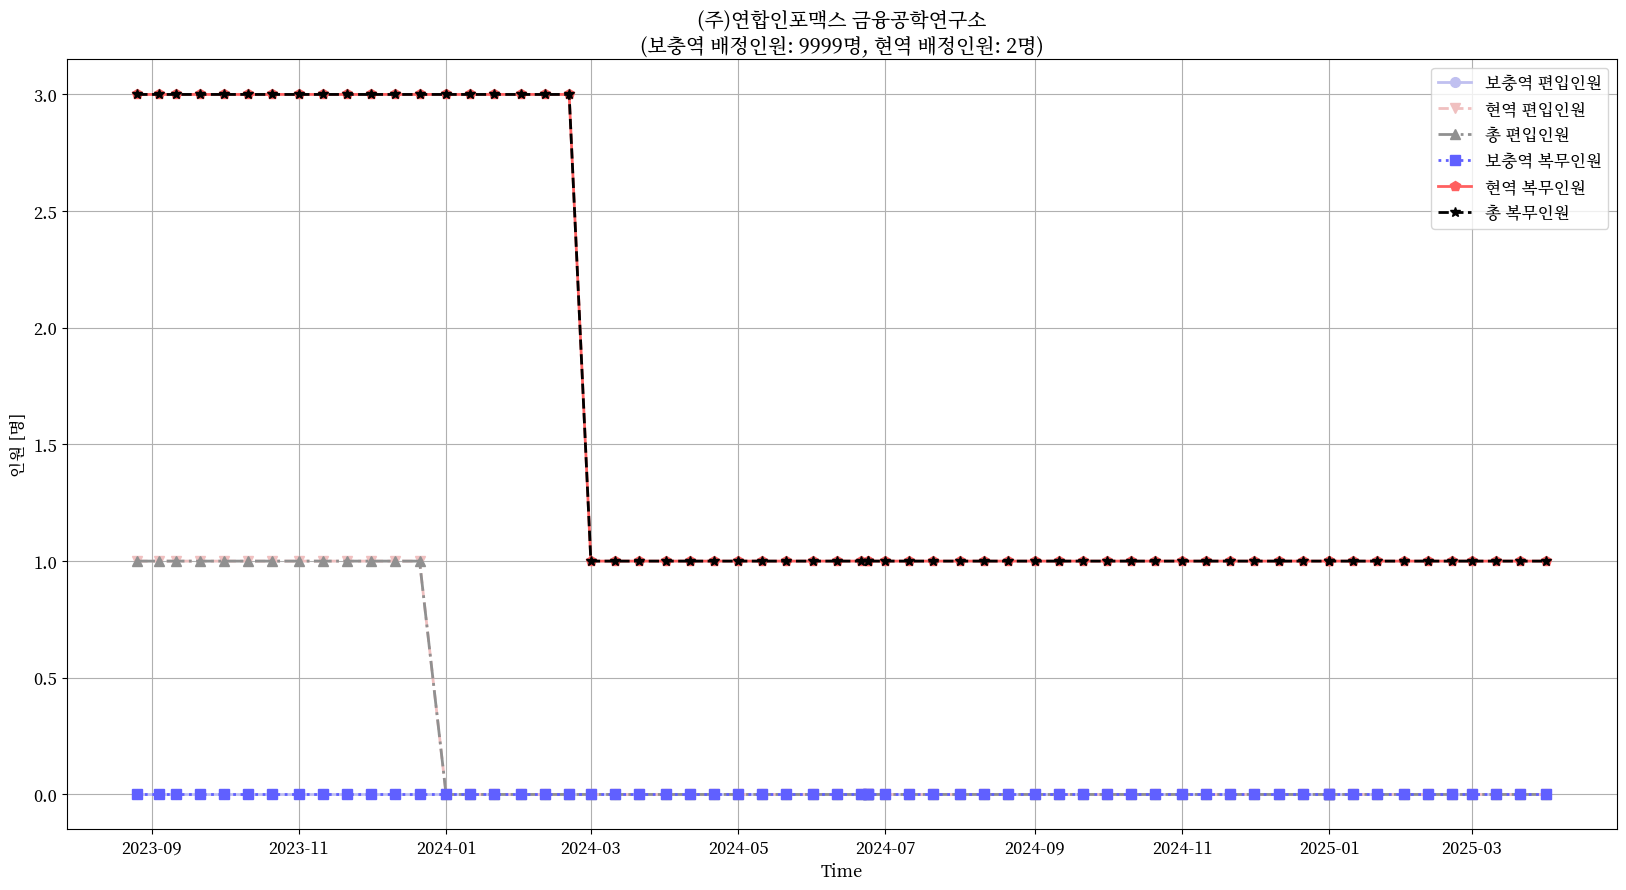 (주)연합인포맥스 금융공학연구소
(보충역 배정인원: 9999명, 현역 배정인원: 2명)
보충역 편입인원
현역 편입인원
총 편입인원
보충역 복무인원
현역 복무인원
총 복무인원
인원 [명]
3.0
2.5
2.0
1.5
1.0
0.5
0.0
2023-09 2023-11 2024-01 2024-03 2024-05 2024-07 2024-09 2024-11 2025-01 2025-03
Time